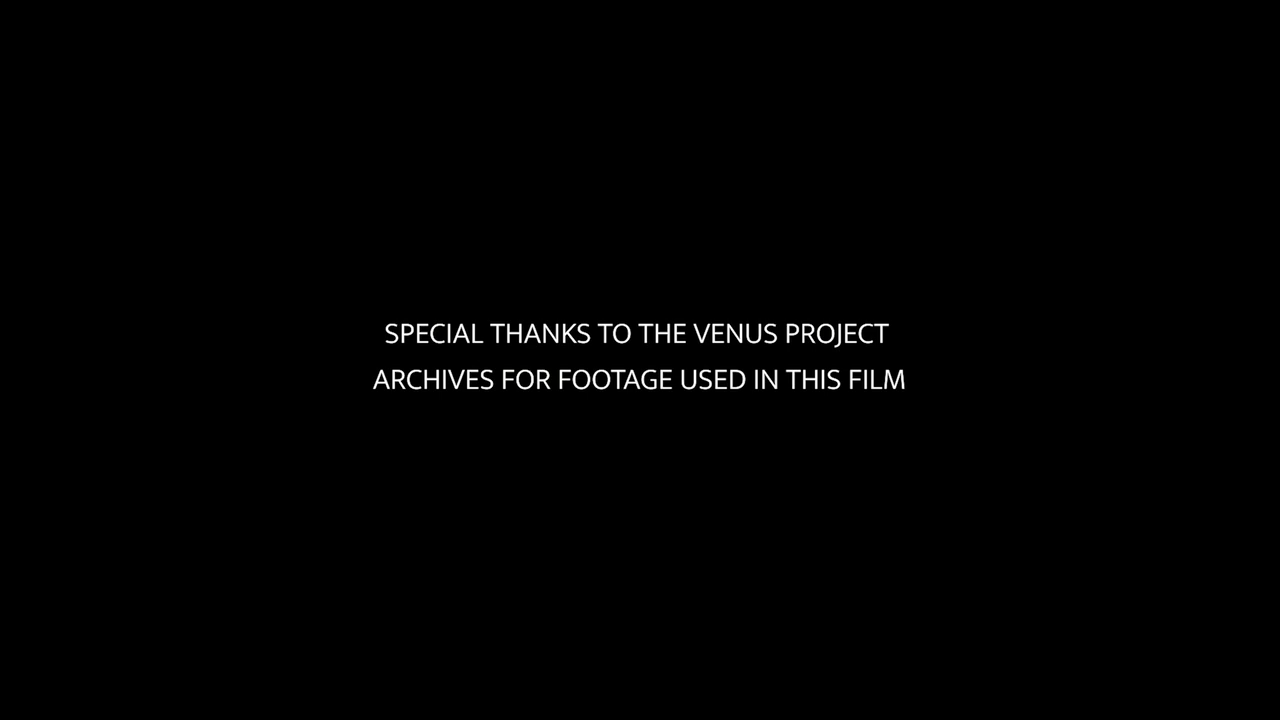 SPECIAL THANKS TO THE VENUS PROJECT
ARCHIVES FOR FOOTAGE USED IN THIS FILM